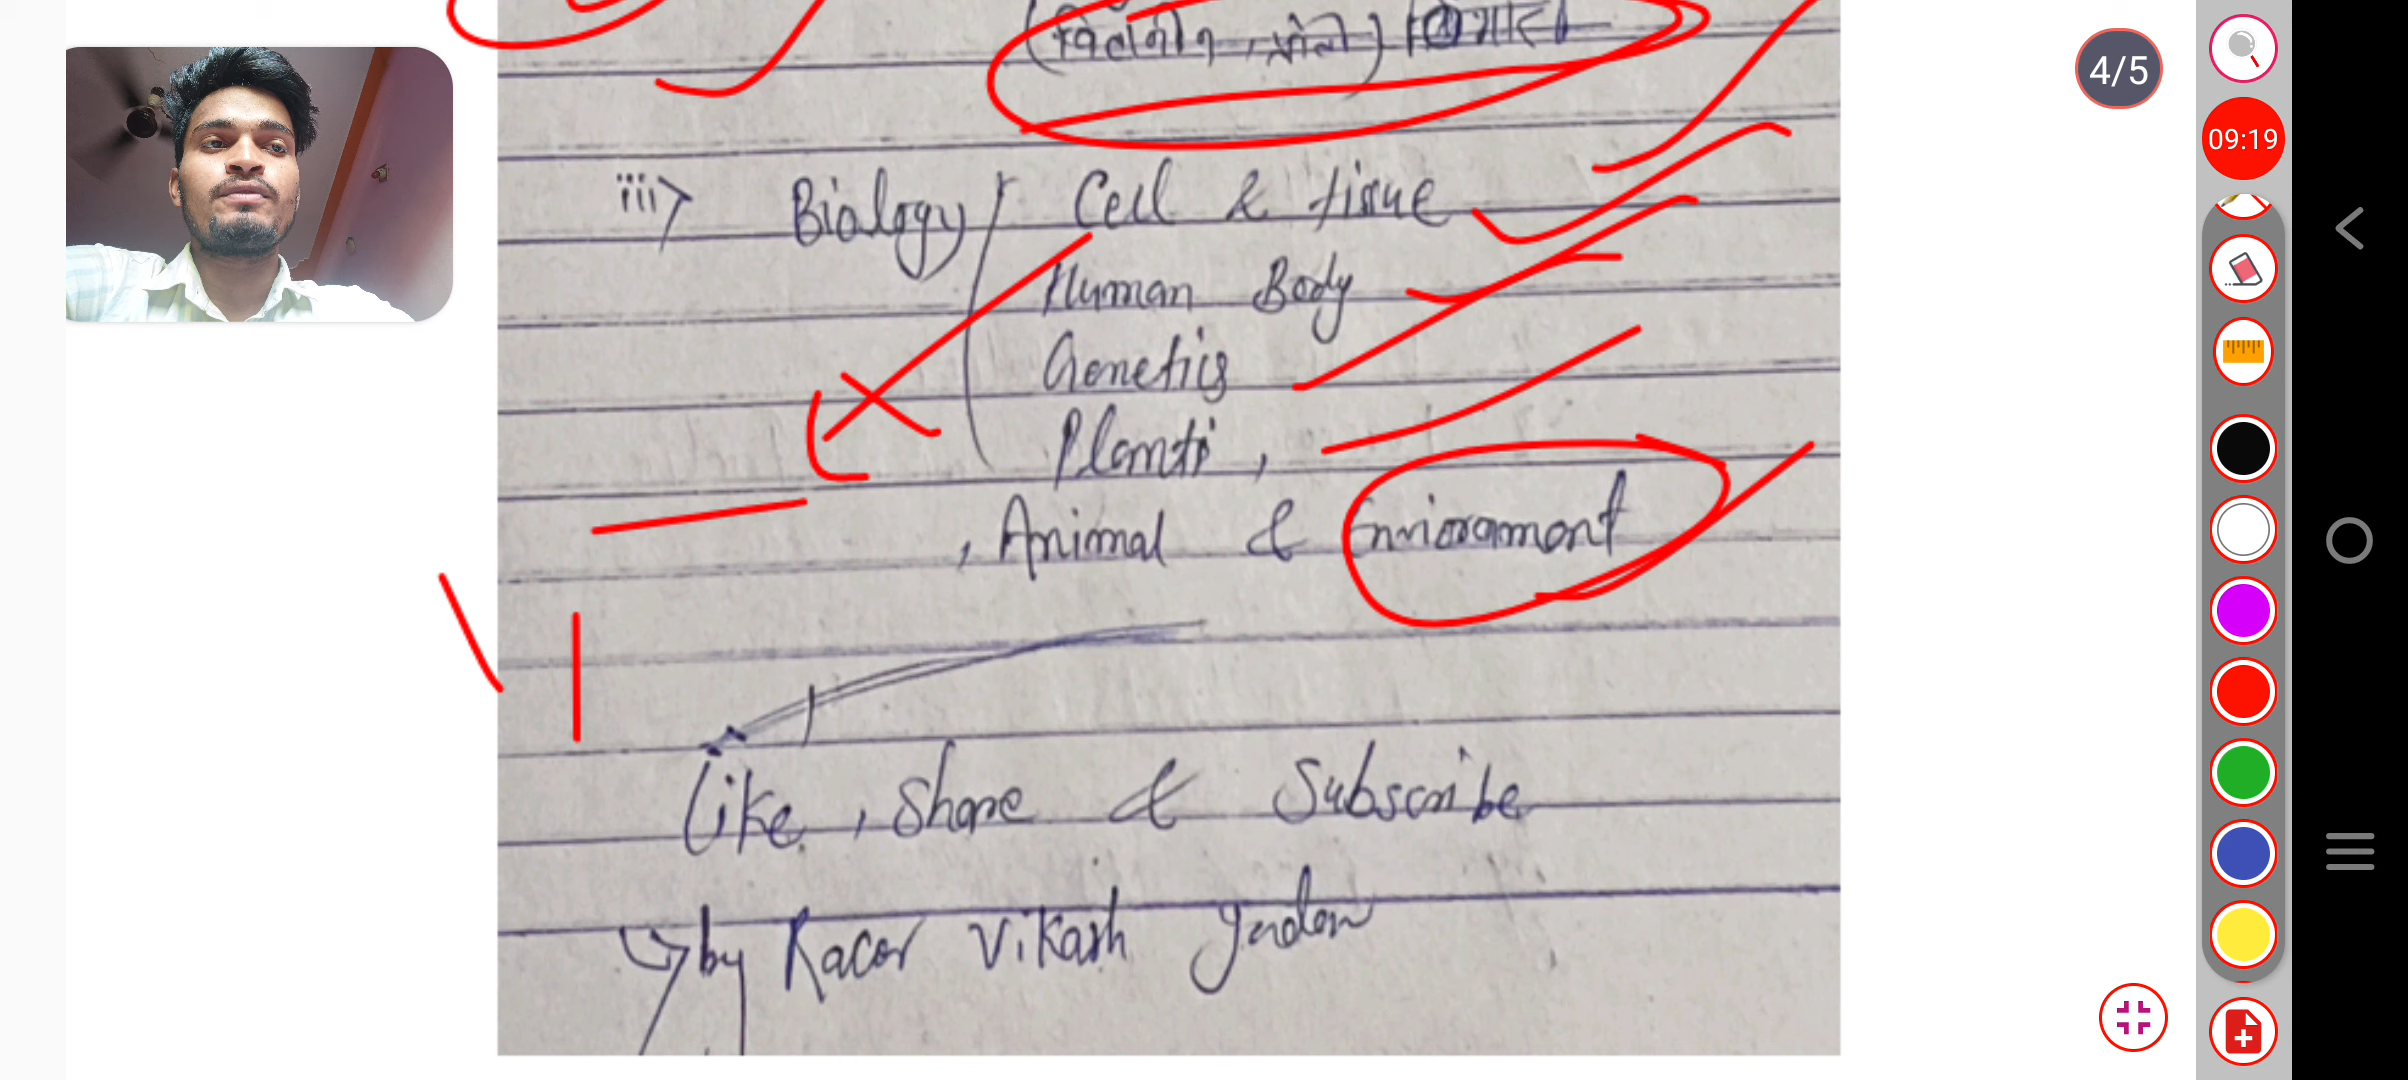 4/5
09:19
iii> Biology / Cell & tissue
Human Body
Genetics
Plants,
, Animal & Envioronment
Like, Share & Subscribe
↳ by Racer Vikash Yadav